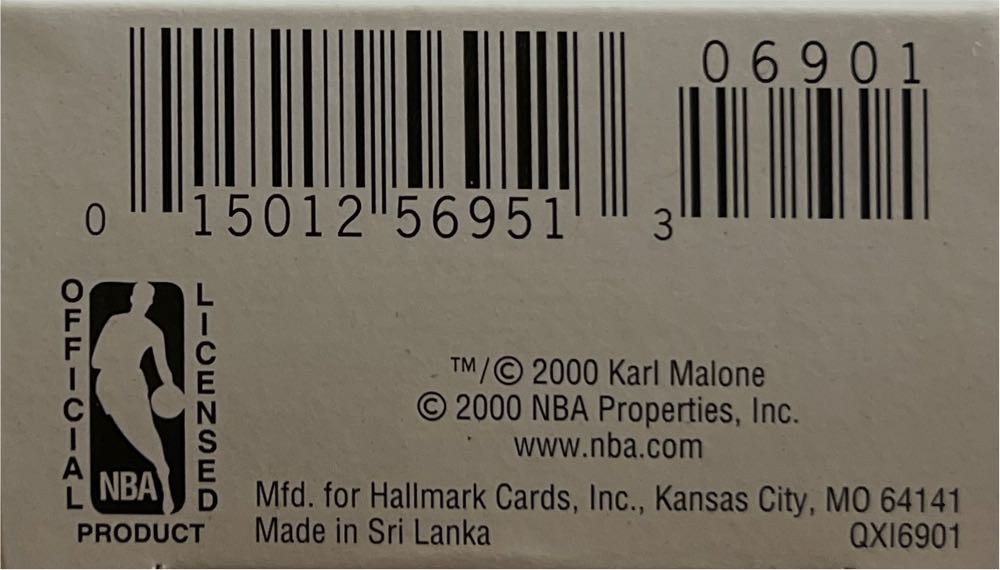 06901
0 15012 56951 3
OFFICIAL
LICENSED
NBA
PRODUCT
™/© 2000 Karl Malone
© 2000 NBA Properties, Inc.
www.nba.com
Mfd. for Hallmark Cards, Inc., Kansas City, MO 64141
Made in Sri Lanka
QXI6901